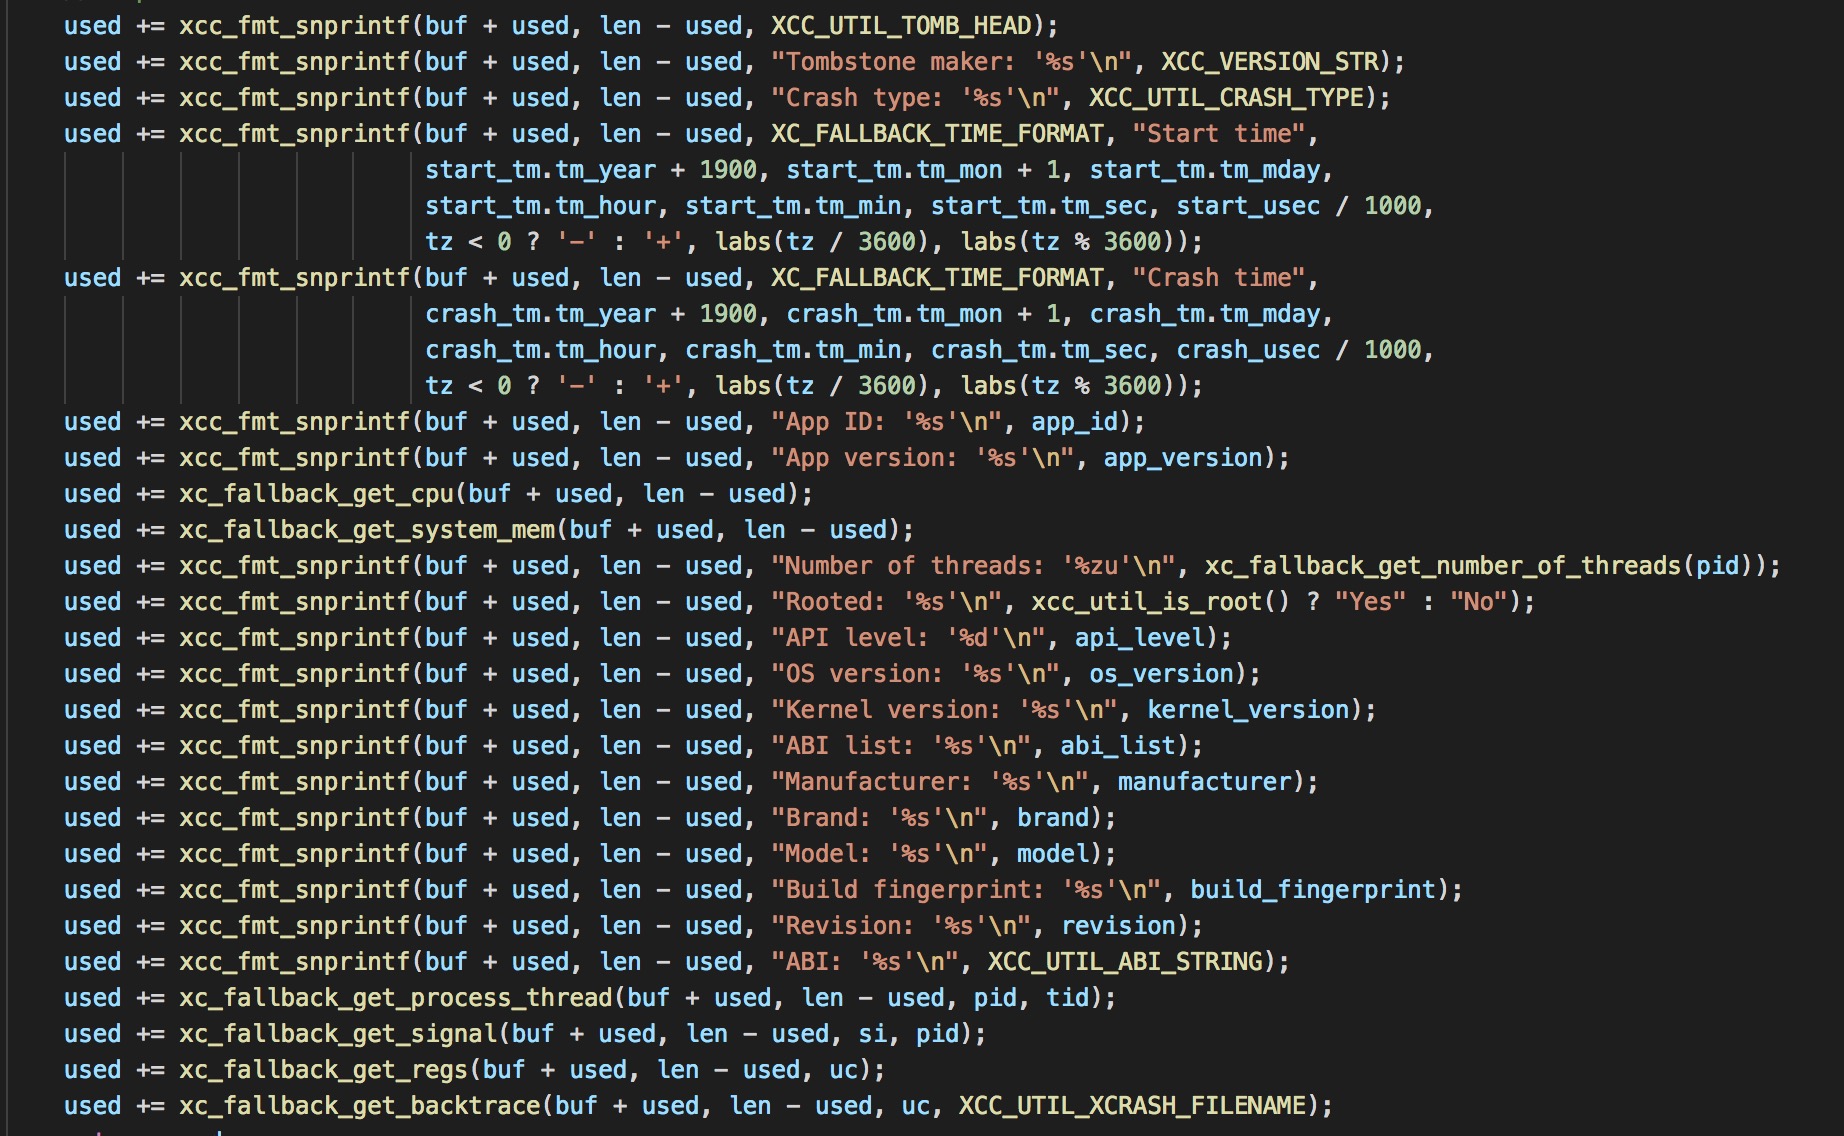 used += xcc_fmt_snprintf(buf + used, len - used, XCC_UTIL_TOMB_HEAD);
used += xcc_fmt_snprintf(buf + used, len - used, "Tombstone maker: '%s'\n", XCC_VERSION_STR);
used += xcc_fmt_snprintf(buf + used, len - used, "Crash type: '%s'\n", XCC_UTIL_CRASH_TYPE);
used += xcc_fmt_snprintf(buf + used, len - used, XC_FALLBACK_TIME_FORMAT, "Start time",
start_tm.tm_year + 1900, start_tm.tm_mon + 1, start_tm.tm_mday,
start_tm.tm_hour, start_tm.tm_min, start_tm.tm_sec, start_usec / 1000,
tz < 0 ? '-' : '+', labs(tz / 3600), labs(tz % 3600));
used += xcc_fmt_snprintf(buf + used, len - used, XC_FALLBACK_TIME_FORMAT, "Crash time",
crash_tm.tm_year + 1900, crash_tm.tm_mon + 1, crash_tm.tm_mday,
crash_tm.tm_hour, crash_tm.tm_min, crash_tm.tm_sec, crash_usec / 1000,
tz < 0 ? '-' : '+', labs(tz / 3600), labs(tz % 3600));
used += xcc_fmt_snprintf(buf + used, len - used, "App ID: '%s'\n", app_id);
used += xcc_fmt_snprintf(buf + used, len - used, "App version: '%s'\n", app_version);
used += xc_fallback_get_cpu(buf + used, len - used);
used += xc_fallback_get_system_mem(buf + used, len - used);
used += xcc_fmt_snprintf(buf + used, len - used, "Number of threads: '%zu'\n", xc_fallback_get_number_of_threads(pid));
used += xcc_fmt_snprintf(buf + used, len - used, "Rooted: '%s'\n", xcc_util_is_root() ? "Yes" : "No");
used += xcc_fmt_snprintf(buf + used, len - used, "API level: '%d'\n", api_level);
used += xcc_fmt_snprintf(buf + used, len - used, "OS version: '%s'\n", os_version);
used += xcc_fmt_snprintf(buf + used, len - used, "Kernel version: '%s'\n", kernel_version);
used += xcc_fmt_snprintf(buf + used, len - used, "ABI list: '%s'\n", abi_list);
used += xcc_fmt_snprintf(buf + used, len - used, "Manufacturer: '%s'\n", manufacturer);
used += xcc_fmt_snprintf(buf + used, len - used, "Brand: '%s'\n", brand);
used += xcc_fmt_snprintf(buf + used, len - used, "Model: '%s'\n", model);
used += xcc_fmt_snprintf(buf + used, len - used, "Build fingerprint: '%s'\n", build_fingerprint);
used += xcc_fmt_snprintf(buf + used, len - used, "Revision: '%s'\n", revision);
used += xcc_fmt_snprintf(buf + used, len - used, "ABI: '%s'\n", XCC_UTIL_ABI_STRING);
used += xc_fallback_get_process_thread(buf + used, len - used, pid, tid);
used += xc_fallback_get_signal(buf + used, len - used, si, pid);
used += xc_fallback_get_regs(buf + used, len - used, uc);
used += xc_fallback_get_backtrace(buf + used, len - used, uc, XCC_UTIL_XCRASH_FILENAME);